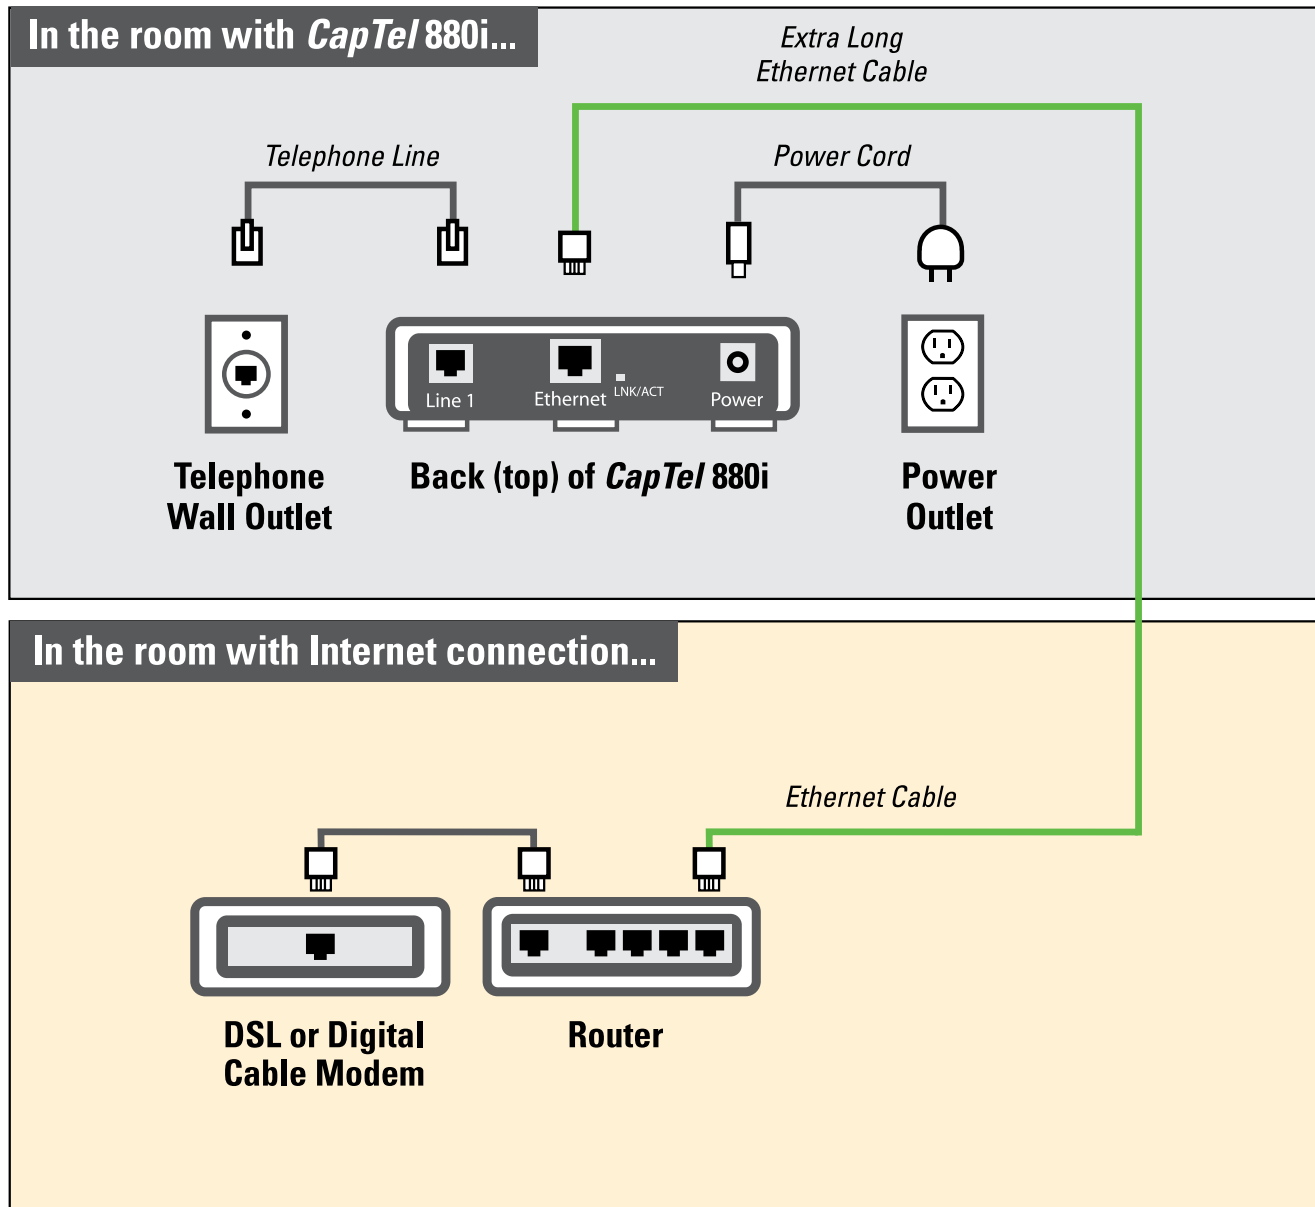 In the room with CapTel 880i...
Extra Long
Ethernet Cable
Telephone Line
Power Cord
Line 1
Ethernet
LNK/ACT
Power
Telephone
Wall Outlet
Back (top) of CapTel 880i
Power
Outlet
In the room with Internet connection...
Ethernet Cable
DSL or Digital
Cable Modem
Router